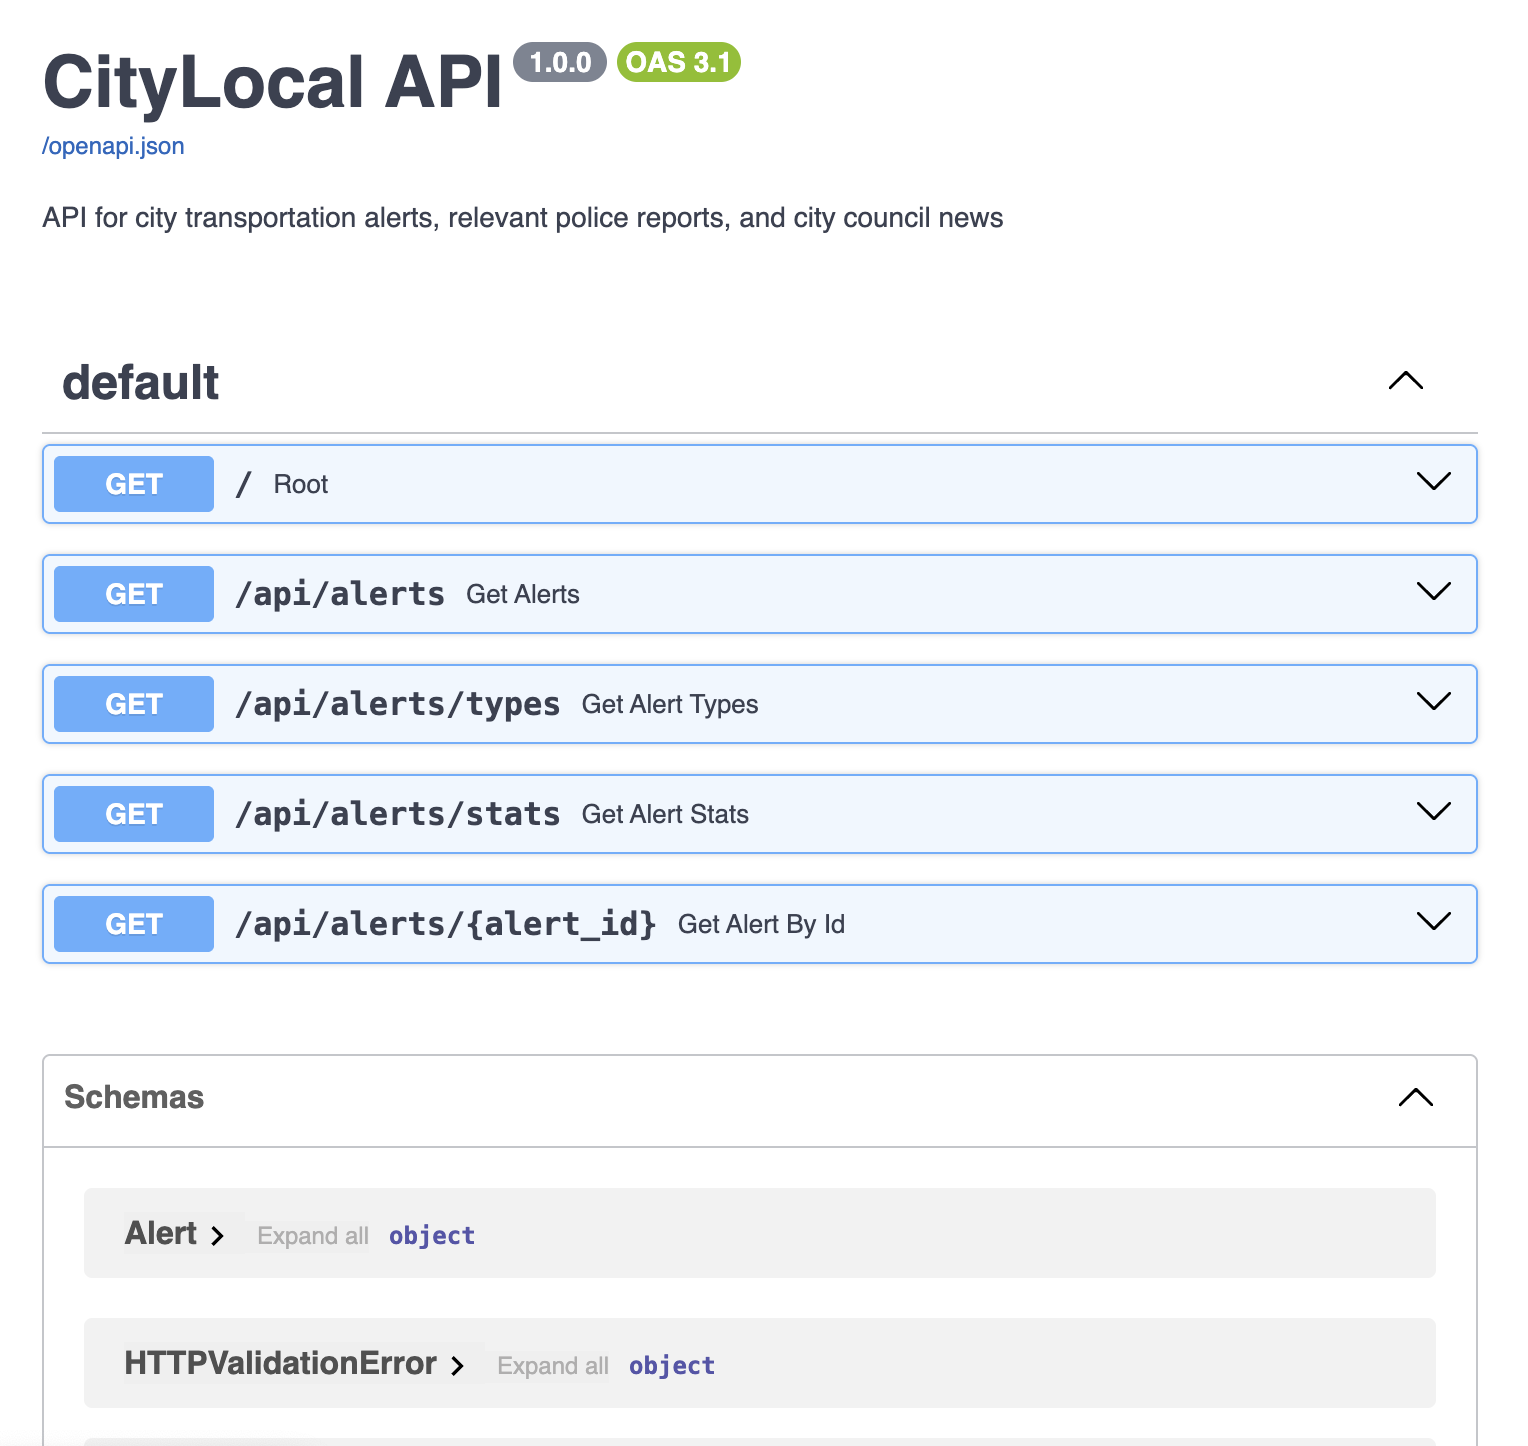 CityLocal API 1.0.0 OAS 3.1
/openapi.json
API for city transportation alerts, relevant police reports, and city council news
default
GET / Root
GET /api/alerts Get Alerts
GET /api/alerts/types Get Alert Types
GET /api/alerts/stats Get Alert Stats
GET /api/alerts/{alert_id} Get Alert By Id
Schemas
Alert Expand all object
HTTPValidationError Expand all object